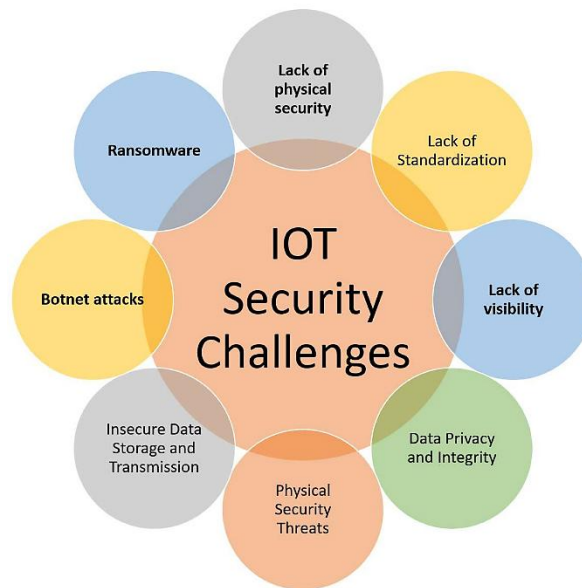 Lack of
physical
security
Lack of
Standardization
Lack of
visibility
Data Privacy
and Integrity
Physical
Security
Threats
Insecure Data
Storage and
Transmission
Botnet attacks
Ransomware
IOT
Security
Challenges